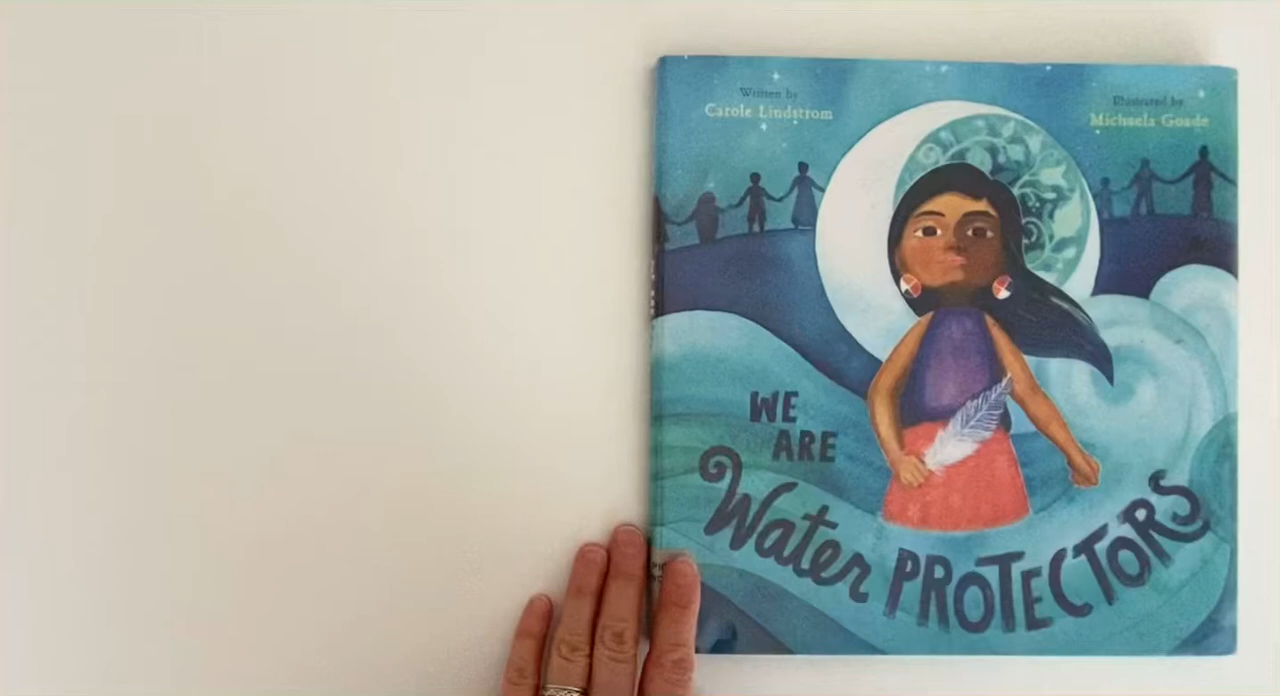 Written by
Carole Lindstrom
Illustrated by
Michaela Goade
WE
ARE
Water PROTECTORS